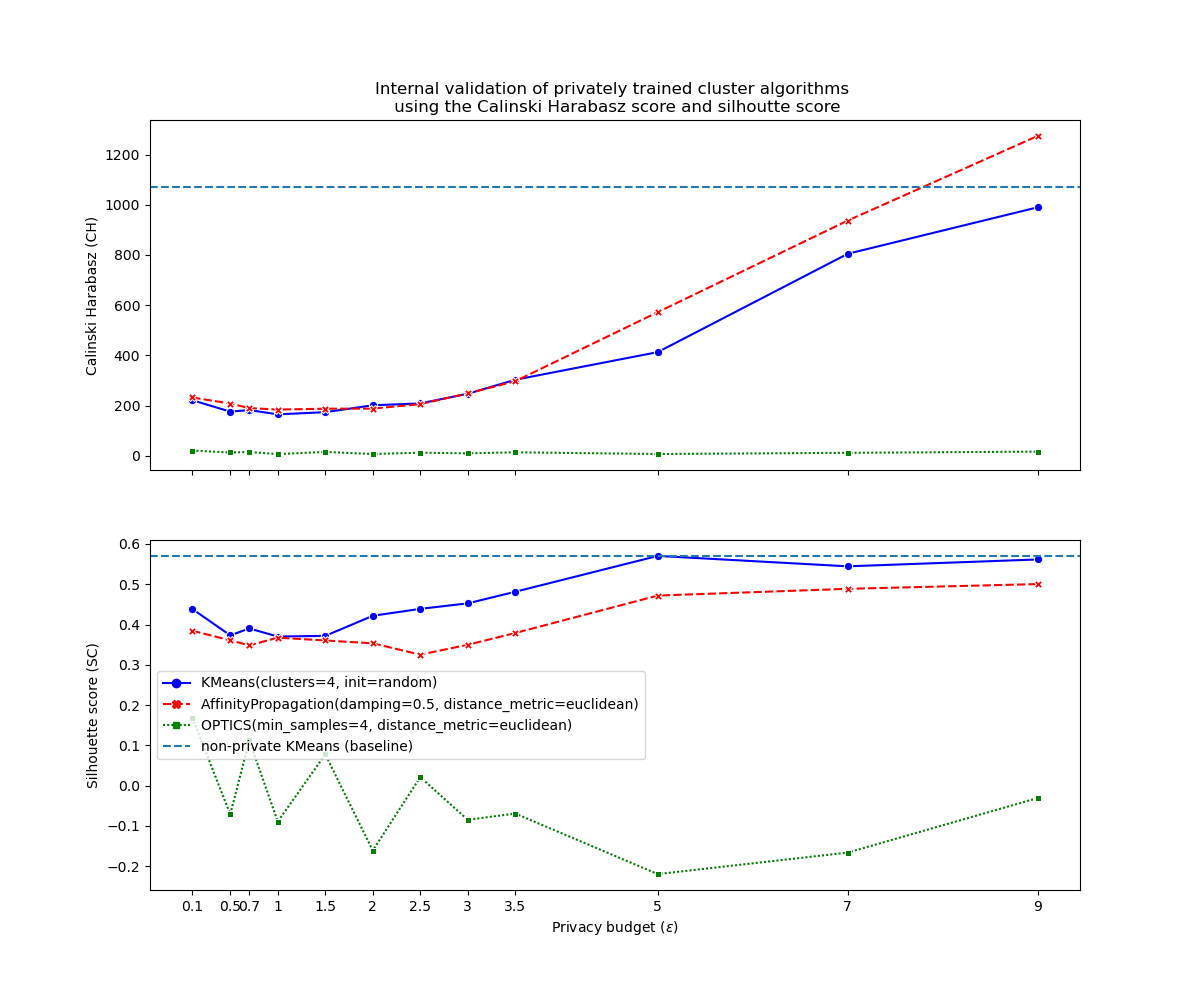 Internal validation of privately trained cluster algorithms
using the Calinski Harabasz score and silhoutte score
Calinski Harabasz (CH)
1200
1000
800
600
400
200
0
Silhouette score (SC)
0.6
0.5
0.4
0.3
0.2
0.1
0.0
−0.1
−0.2
KMeans(clusters=4, init=random)
AffinityPropagation(damping=0.5, distance_metric=euclidean)
OPTICS(min_samples=4, distance_metric=euclidean)
non-private KMeans (baseline)
0.1 0.5 0.7 1 1.5 2 2.5 3 3.5 5 7 9
Privacy budget (ε)